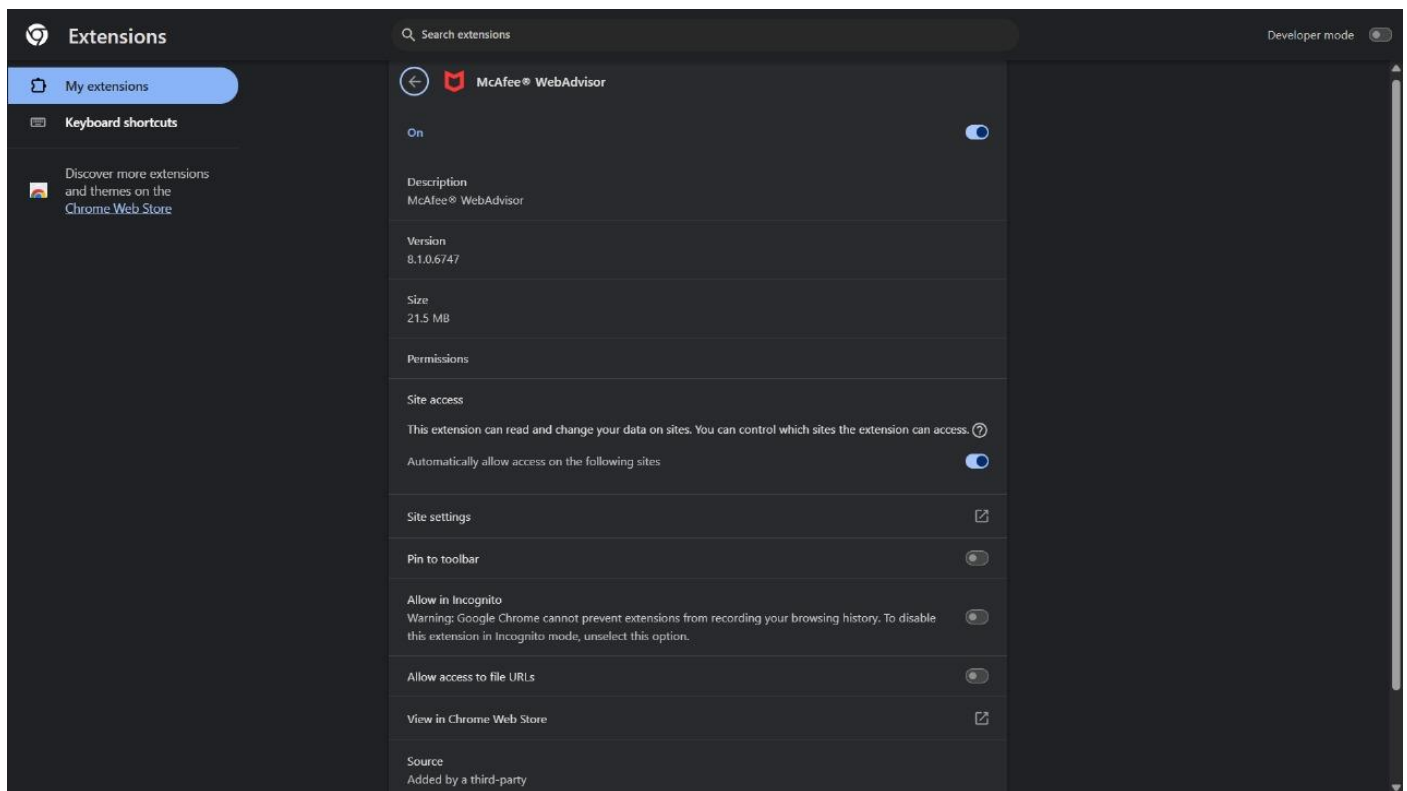 Extensions
Search extensions
Developer mode
My extensions
Keyboard shortcuts
Discover more extensions
and themes on the
Chrome Web Store
McAfee® WebAdvisor
On
Description
McAfee® WebAdvisor
Version
8.1.0.6747
Size
21.5 MB
Permissions
Site access
This extension can read and change your data on sites. You can control which sites the extension can access.
Automatically allow access on the following sites
Site settings
Pin to toolbar
Allow in Incognito
Warning: Google Chrome cannot prevent extensions from recording your browsing history. To disable
this extension in Incognito mode, unselect this option.
Allow access to file URLs
View in Chrome Web Store
Source
Added by a third-party